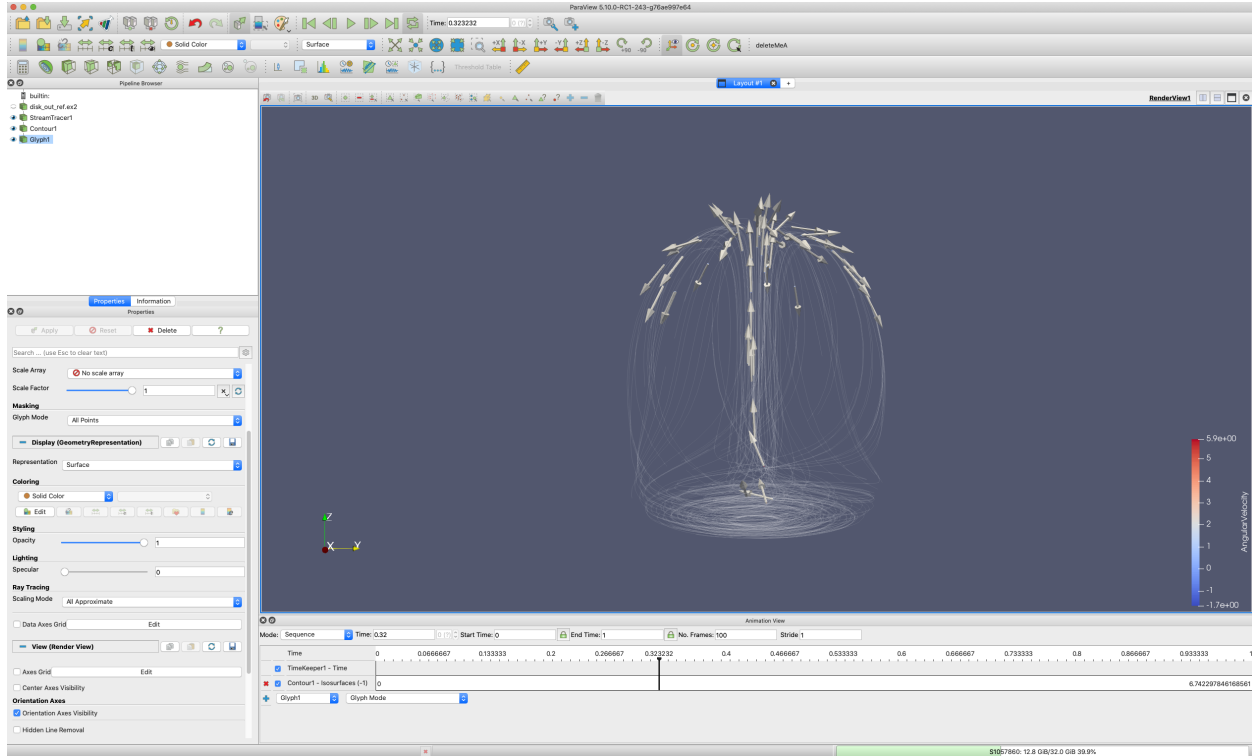 ParaView 5.10.0-RC1-243-g76ae997e64
Time: 0.323232
Solid Color
Surface
+X
-X
+Y
-Y
+Z
-Z
+90
-90
deleteMeA
Threshold Table
Pipeline Browser
builtin:
disk_out_ref.ex2
StreamTracer1
Contour1
Glyph1
Layout #1
3D
RenderView1
Properties Information
Properties
Apply
Reset
Delete
?
Search ... (use Esc to clear text)
Scale Array
No scale array
Scale Factor
1
Masking
Glyph Mode
All Points
Display (GeometryRepresentation)
Representation
Surface
Coloring
Solid Color
Edit
Styling
Opacity
1
Lighting
Specular
0
Ray Tracing
Scaling Mode
All Approximate
Data Axes Grid
Edit
View (Render View)
Axes Grid
Edit
Center Axes Visibility
Orientation Axes
Orientation Axes Visibility
Hidden Line Removal
Z
X
Y
5.9e+00
5
4
3
2
1
0
-1
-1.7e+00
AngularVelocity
Animation View
Mode: Sequence Time: 0.32 Start Time: 0 End Time: 1 No. Frames: 100 Stride 1
Time 0 0.0666667 0.133333 0.2 0.266667 0.323232 0.4 0.466667 0.533333 0.6 0.666667 0.733333 0.8 0.866667 0.933333 1
TimeKeeper1 - Time
Contour1 - Isosurfaces (-1) 0 6.742297846168561
Glyph1 Glyph Mode
S1057860: 12.8 GiB/32.0 GiB 39.9%